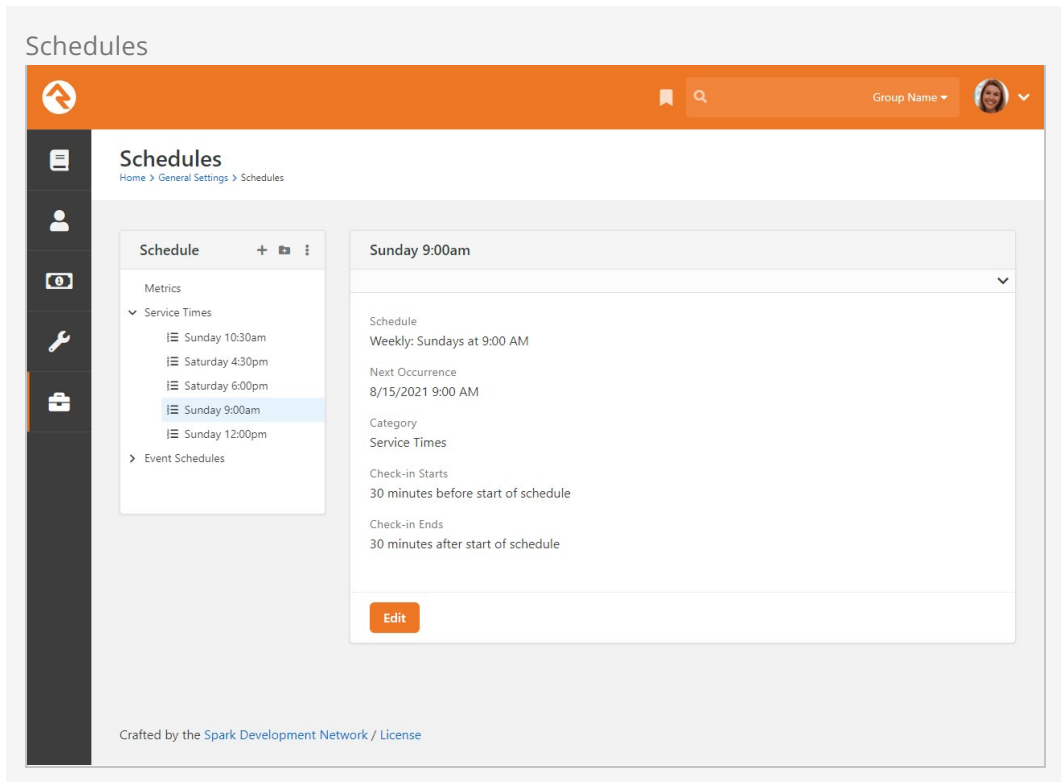 Schedules
Group Name
Schedules
Home > General Settings > Schedules
Schedule
Metrics
Service Times
Sunday 10:30am
Saturday 4:30pm
Saturday 6:00pm
Sunday 9:00am
Sunday 12:00pm
Event Schedules
Sunday 9:00am
Schedule
Weekly: Sundays at 9:00 AM
Next Occurrence
8/15/2021 9:00 AM
Category
Service Times
Check-in Starts
30 minutes before start of schedule
Check-in Ends
30 minutes after start of schedule
Edit
Crafted by the Spark Development Network / License